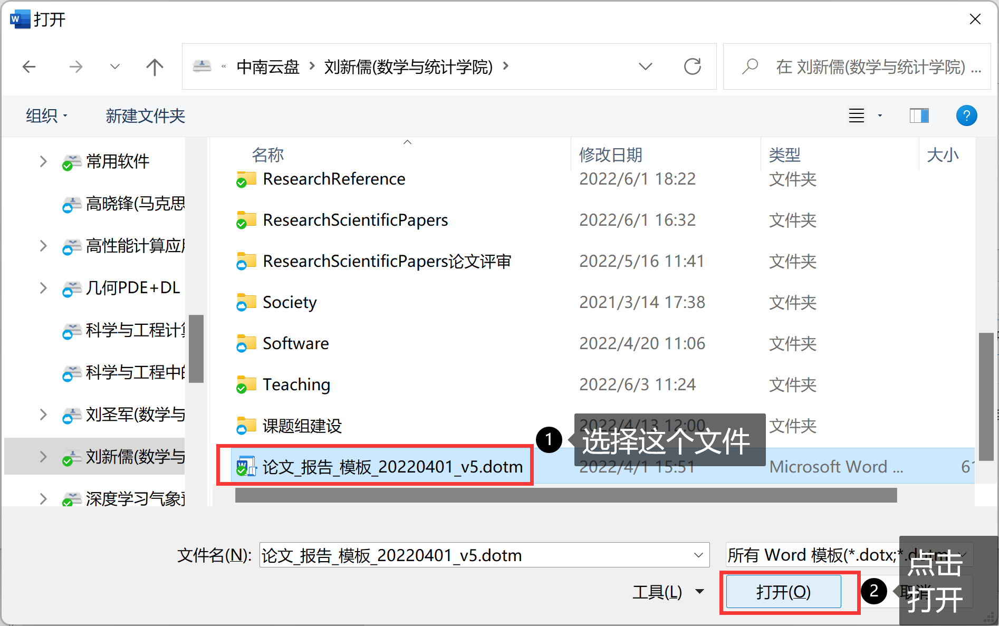 打开
« 中南云盘 > 刘新儒(数学与统计学院) >
在 刘新儒(数学与统计学院) ...
组织
新建文件夹
?
常用软件
高晓锋(马克思
高性能计算应用
几何PDE+DL
科学与工程计算
科学与工程中的
刘圣军(数学与
刘新儒(数学与
深度学习气象预
名称 修改日期 类型 大小
ResearchReference 2022/6/1 18:22 文件夹
ResearchScientificPapers 2022/6/1 16:32 文件夹
ResearchScientificPapers论文评审 2022/5/16 11:41 文件夹
Society 2021/3/14 17:38 文件夹
Software 2022/4/20 11:06 文件夹
Teaching 2022/6/3 11:24 文件夹
课题组建设 2022/4/13 12:00 文件夹
1 选择这个文件
论文_报告_模板_20220401_v5.dotm 2022/4/1 15:51 Microsoft Word ... 61
文件名(N): 论文_报告_模板_20220401_v5.dotm
所有 Word 模板(*.dotx;*.dotm
工具(L)
打开(O)
取消
2 点击
打开